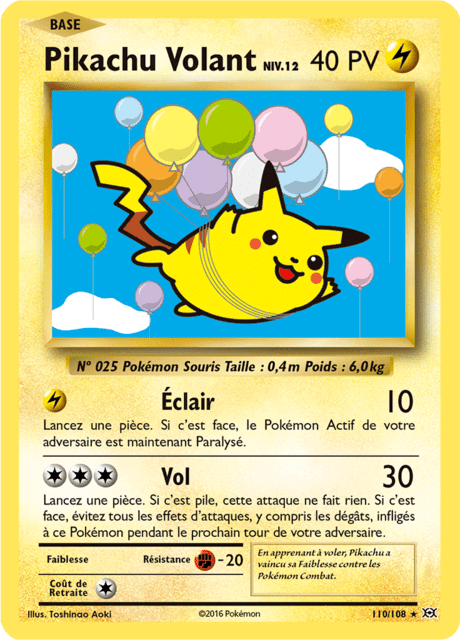 BASE
Pikachu Volant NIV.12 40 PV
N° 025 Pokémon Souris Taille : 0,4m Poids : 6,0kg
Éclair 10
Lancez une pièce. Si c'est face, le Pokémon Actif de votre
adversaire est maintenant Paralysé.
Vol 30
Lancez une pièce. Si c'est pile, cette attaque ne fait rien. Si c'est
face, évitez tous les effets d'attaques, y compris les dégâts, infligés
à ce Pokémon pendant le prochain tour de votre adversaire.
Faiblesse Résistance -20
Coût de
Retraite
En apprenant à voler, Pikachu a
vaincu sa Faiblesse contre les
Pokémon Combat.
Illus. Toshinao Aoki ©2016 Pokémon 110/108 ★